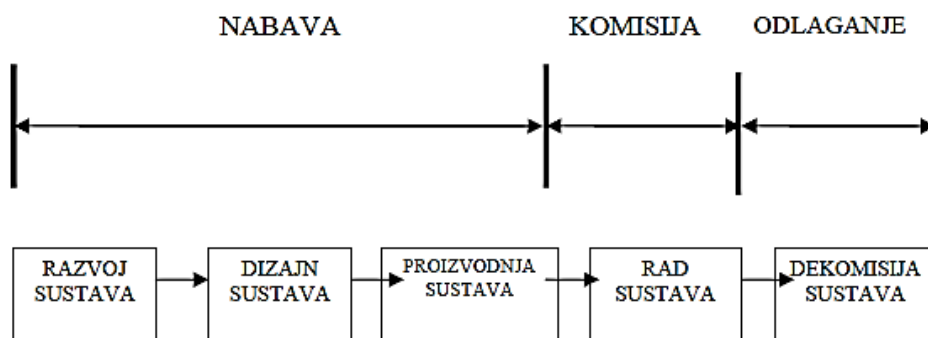 NABAVA KOMISIJA ODLAGANJE
RAZVOJ SUSTAVA
DIZAJN SUSTAVA
PROIZVODNJA SUSTAVA
RAD SUSTAVA
DEKOMISIJA SUSTAVA